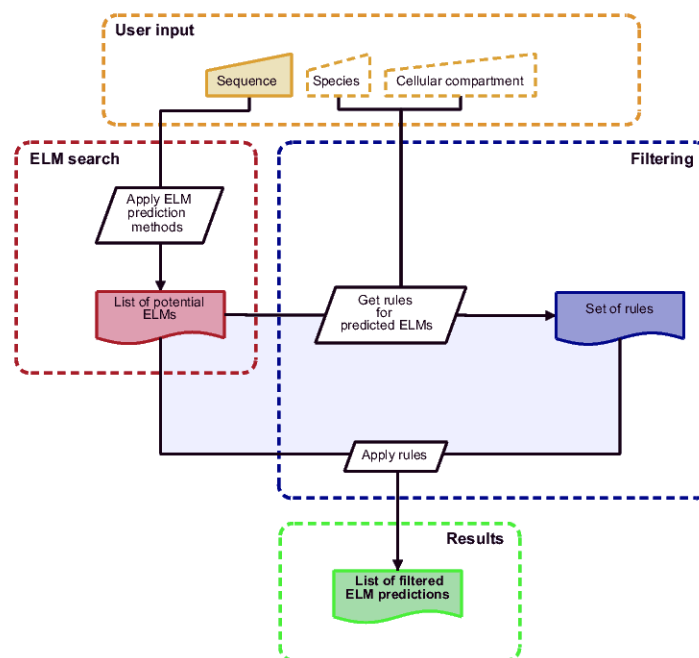 User input
Sequence
Species
Cellular compartment
ELM search
Filtering
Apply ELM
prediction
methods
List of potential
ELMs
Get rules
for
predicted ELMs
Set of rules
Apply rules
Results
List of filtered
ELM predictions